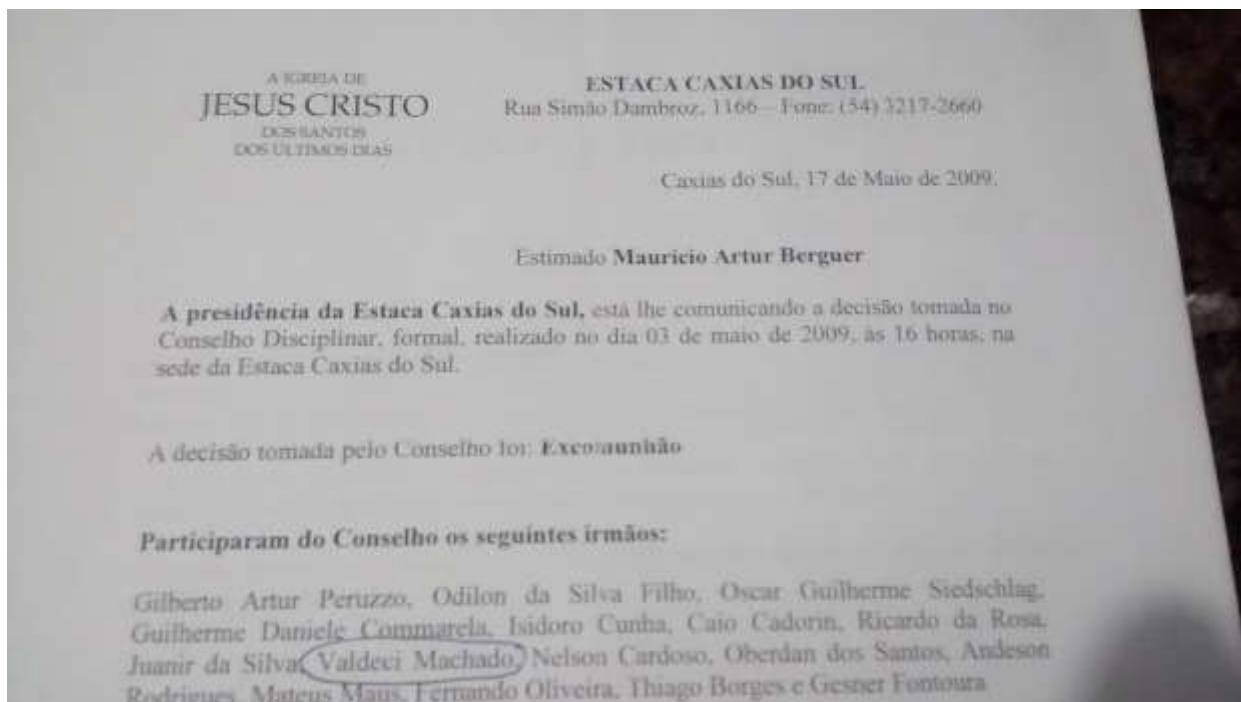 A IGREJA DE
JESUS CRISTO
DOS SANTOS
DOS ÚLTIMOS DIAS
ESTACA CAXIAS DO SUL
Rua Simão Dambroz, 1166 – Fone: (54) 3217-2660
Caxias do Sul, 17 de Maio de 2009.
Estimado Mauricio Artur Berguer
A presidência da Estaca Caxias do Sul, está lhe comunicando a decisão tomada no
Conselho Disciplinar, formal, realizado no dia 03 de maio de 2009, às 16 horas, na
sede da Estaca Caxias do Sul.
A decisão tomada pelo Conselho foi: Excomunhão
Participaram do Conselho os seguintes irmãos:
Gilberto Artur Peruzzo, Odilon da Silva Filho, Oscar Guilherme Siedschlag,
Guilherme Daniele Commarela, Isidoro Cunha, Caio Cadorin, Ricardo da Rosa,
Juanir da Silva, Valdeci Machado, Nelson Cardoso, Oberdan dos Santos, Andeson
Rodrigues, Mateus Maus, Fernando Oliveira, Thiago Borges e Gesner Fontoura